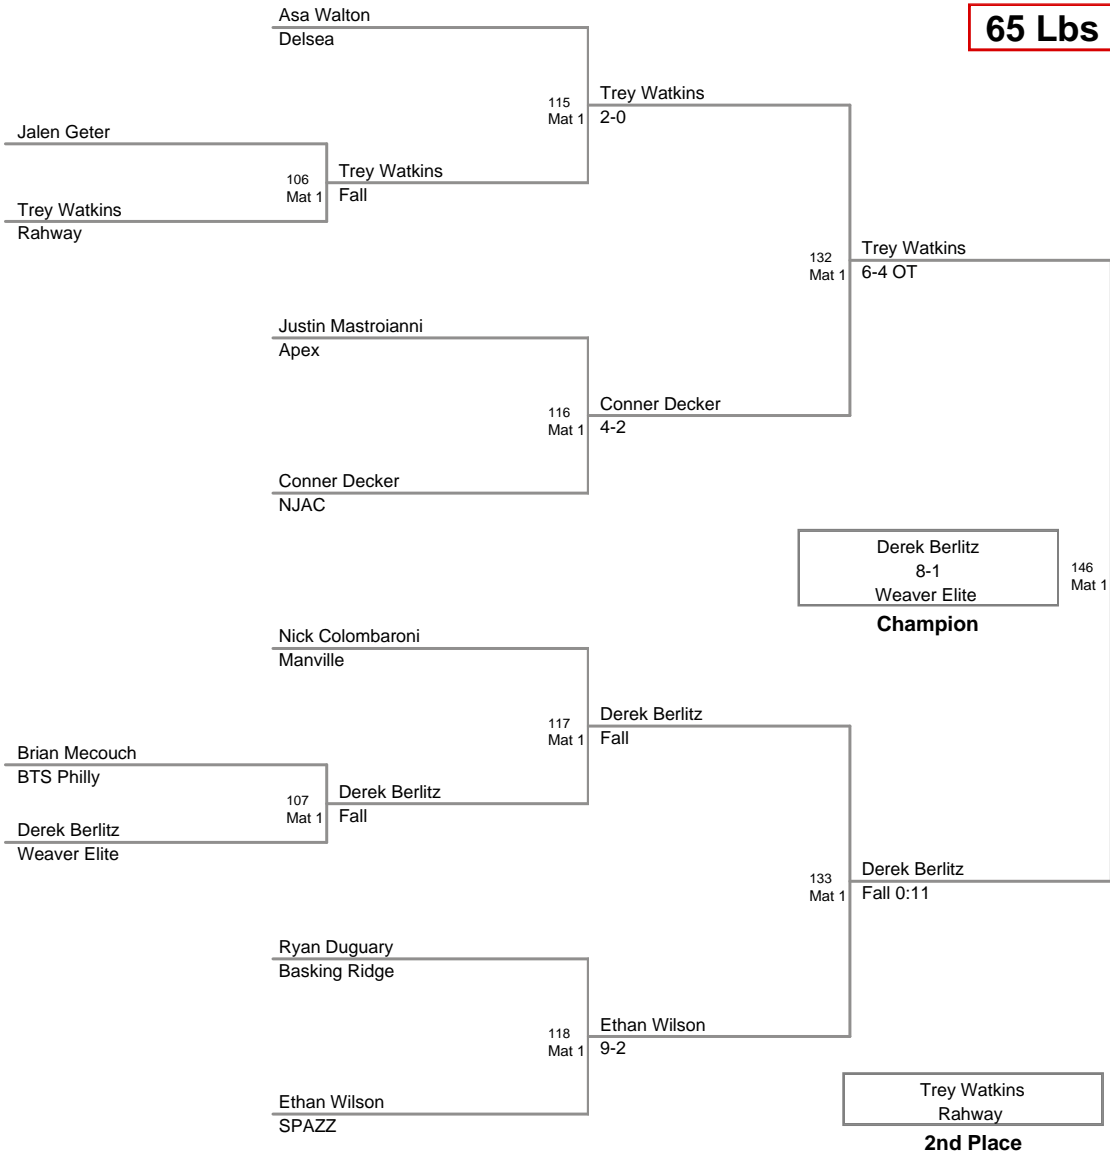 65 Lbs
Asa Walton
Delsea
115
Mat 1
Trey Watkins
2-0
Jalen Geter
106
Mat 1
Trey Watkins
Fall
Trey Watkins
Rahway
132
Mat 1
Trey Watkins
6-4 OT
Justin Mastroianni
Apex
116
Mat 1
Conner Decker
4-2
Conner Decker
NJAC
Derek Berlitz
8-1
Weaver Elite
146
Mat 1
Champion
Nick Colombaroni
Manville
117
Mat 1
Derek Berlitz
Fall
Brian Mecouch
BTS Philly
107
Mat 1
Derek Berlitz
Fall
Derek Berlitz
Weaver Elite
133
Mat 1
Derek Berlitz
Fall 0:11
Ryan Duguary
Basking Ridge
118
Mat 1
Ethan Wilson
9-2
Ethan Wilson
SPAZZ
Trey Watkins
Rahway
2nd Place